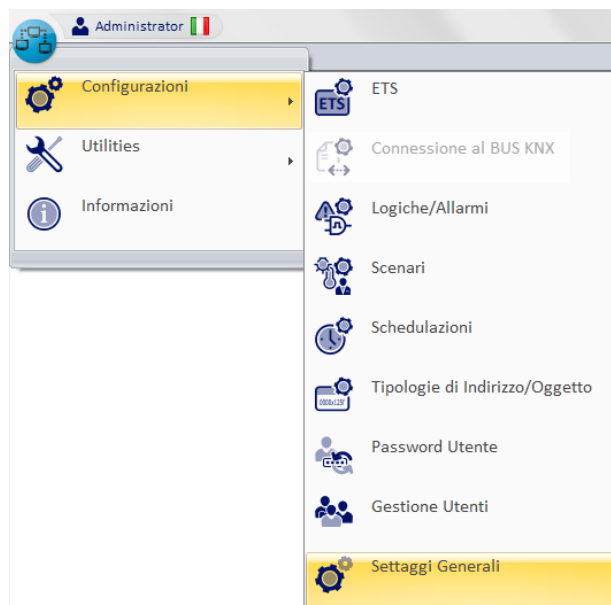 Administrator
Configurazioni
Utilities
Informazioni
ETS
ETS
Connessione al BUS KNX
Logiche/Allarmi
Scenari
Schedulazioni
Tipologie di Indirizzo/Oggetto
Password Utente
Gestione Utenti
Settaggi Generali